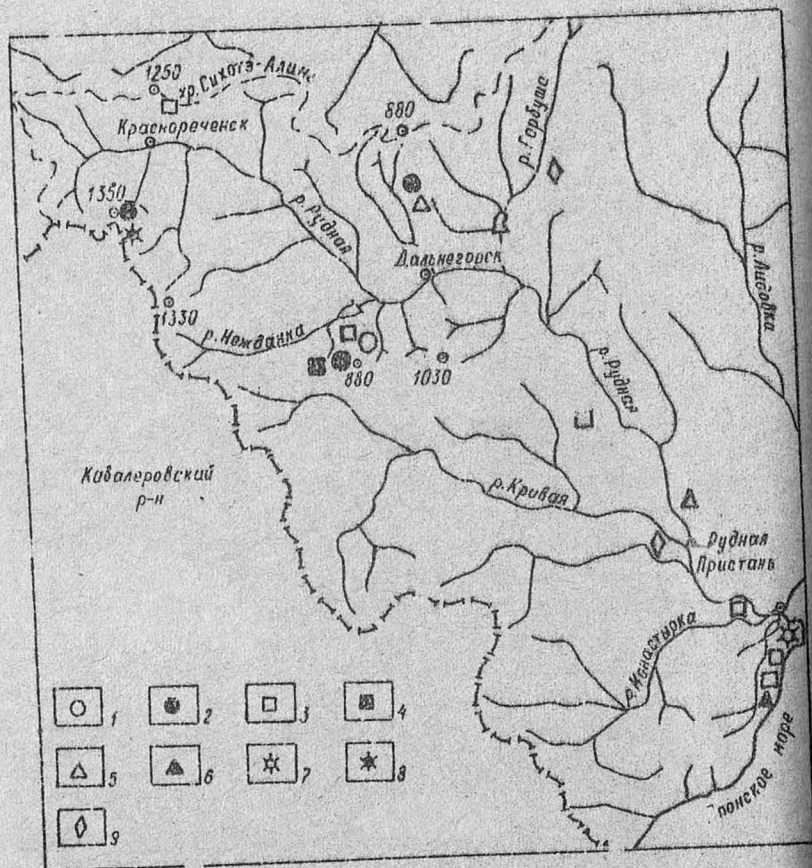 1250
хр. Сихотэ-Алинь
880
р. Горбуша
Краснореченск
1350
р. Рудная
Дальнегорск
р. Лидовка
1330
р. Нежданка
880
1030
р. Рудная
Кавалеровский
р-н
р. Кривая
Рудная
Пристань
р. Монастырка
понское море
1
2
3
4
5
6
7
8
9